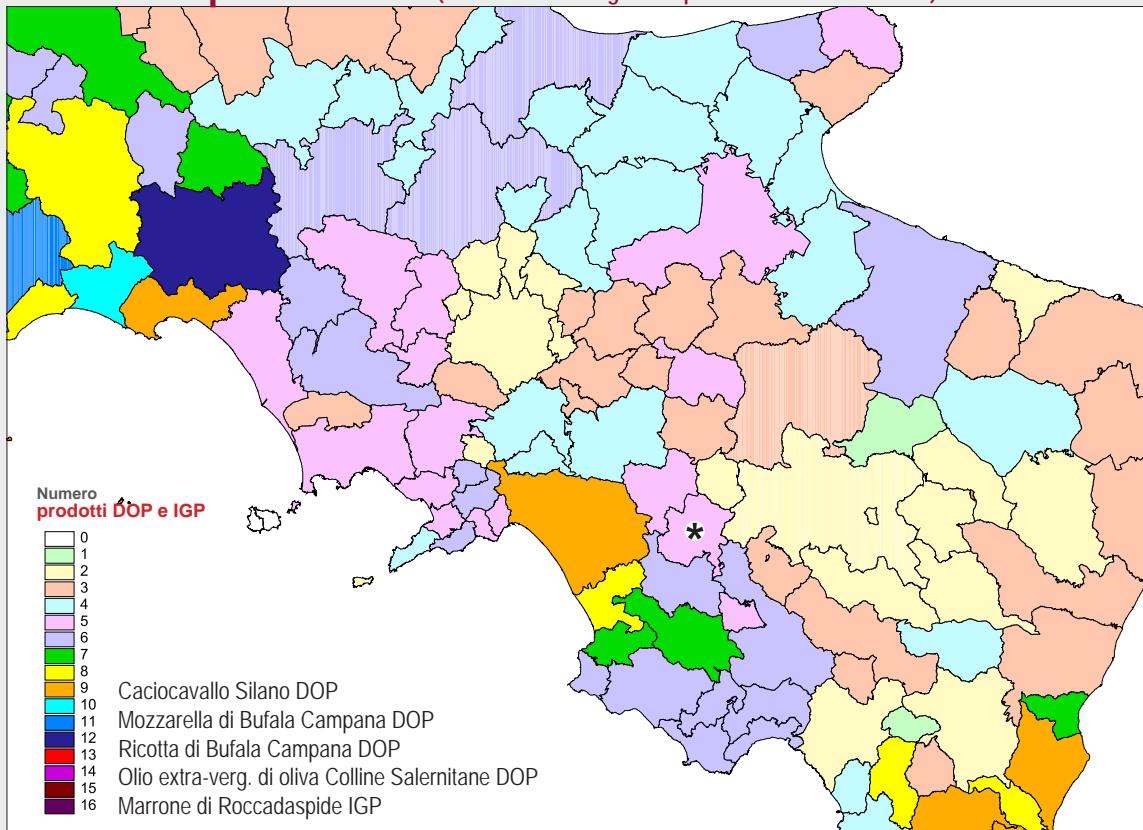 Numero
prodotti DOP e IGP
0
1
2
3
4
5
6
7
8
9
10
11
12
13
14
15
16
Caciocavallo Silano DOP
Mozzarella di Bufala Campana DOP
Ricotta di Bufala Campana DOP
Olio extra-verg. di oliva Colline Salernitane DOP
Marrone di Roccadaspide IGP
*